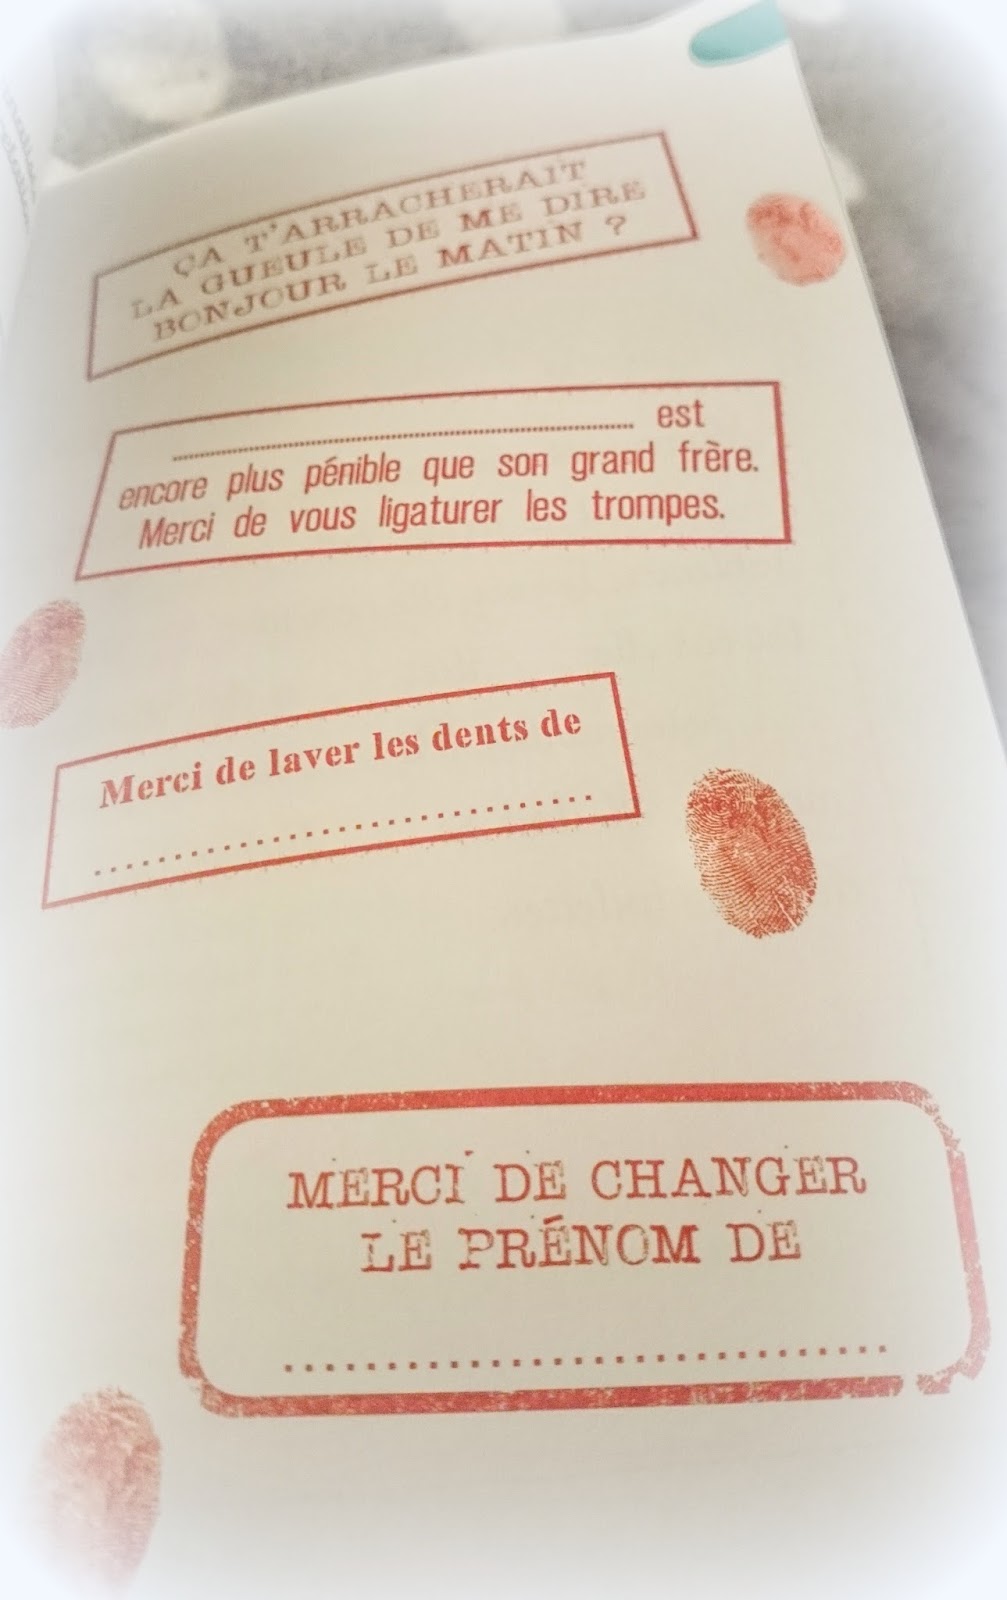 ÇA T'ARRACHERAIT
LA GUEULE DE ME DIRE
BONJOUR LE MATIN ?
........................................................ est
encore plus pénible que son grand frère.
Merci de vous ligaturer les trompes.
Merci de laver les dents de
................................
MERCI DE CHANGER
LE PRÉNOM DE
................................